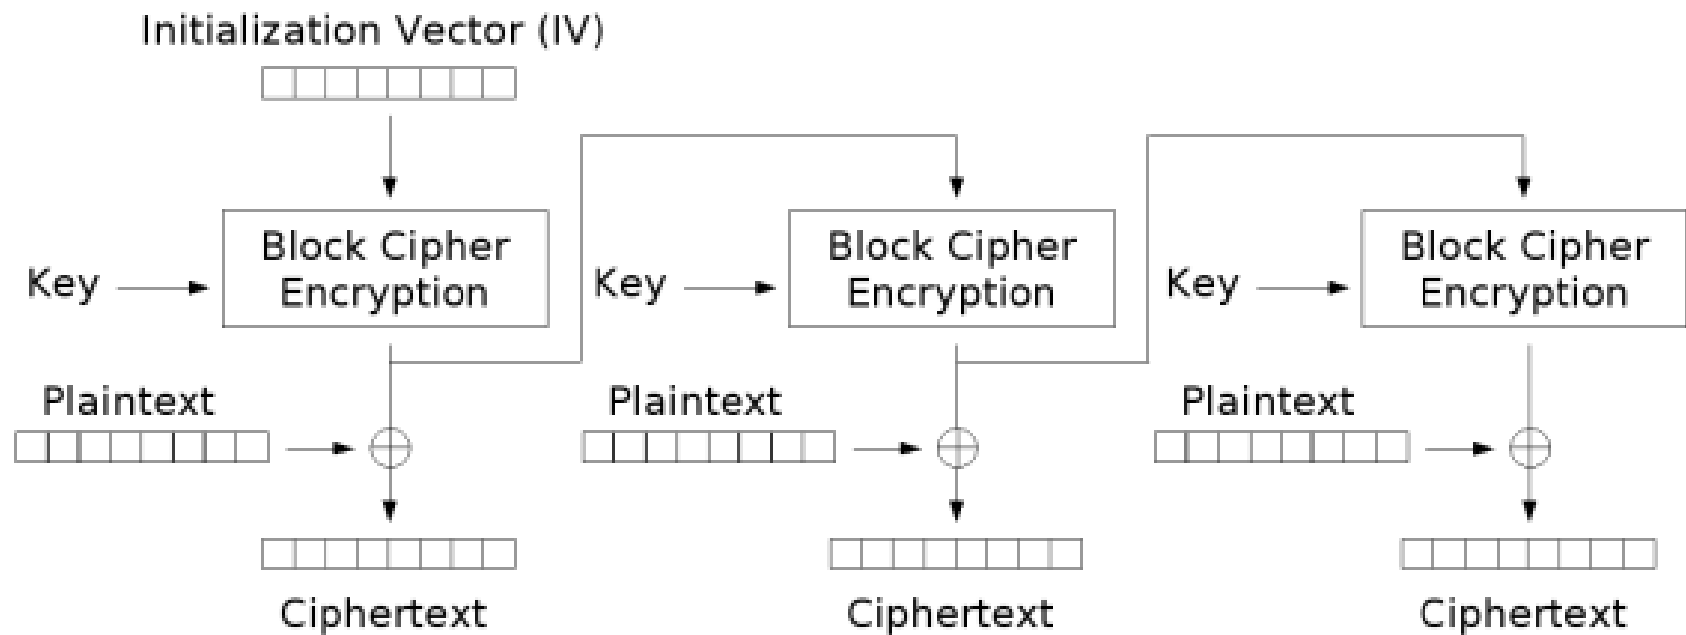 Initialization Vector (IV)
Block Cipher
Encryption
Key
Block Cipher
Encryption
Key
Block Cipher
Encryption
Key
Plaintext
Plaintext
Plaintext
Ciphertext
Ciphertext
Ciphertext